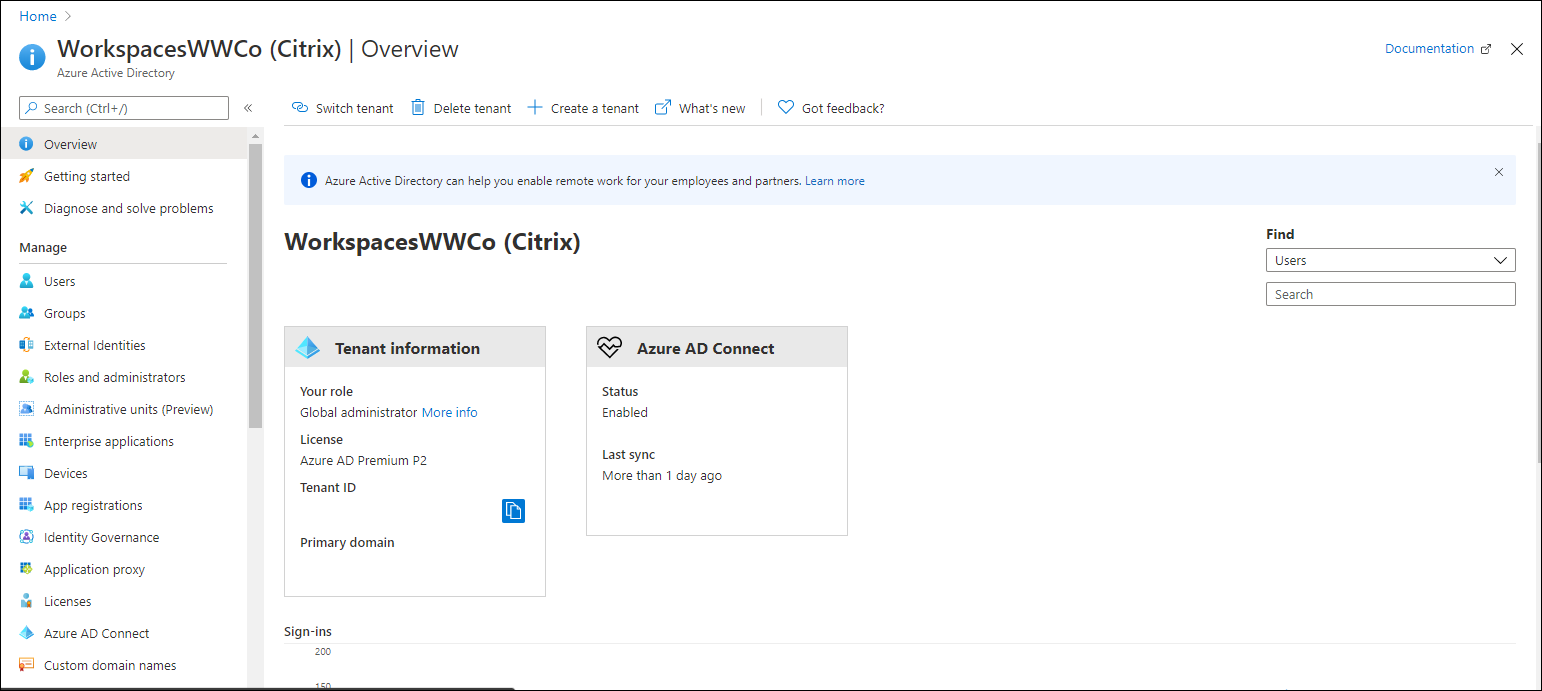 Home
WorkspacesWWCo (Citrix) | Overview
Azure Active Directory
Documentation
Search (Ctrl+/)
«
Switch tenant
Delete tenant
Create a tenant
What's new
Got feedback?
Overview
Getting started
Diagnose and solve problems
Manage
Users
Groups
External Identities
Roles and administrators
Administrative units (Preview)
Enterprise applications
Devices
App registrations
Identity Governance
Application proxy
Licenses
Azure AD Connect
Custom domain names
Azure Active Directory can help you enable remote work for your employees and partners. Learn more
WorkspacesWWCo (Citrix)
Find
Users
Search
Tenant information
Your role
Global administrator More info
License
Azure AD Premium P2
Tenant ID
Primary domain
Azure AD Connect
Status
Enabled
Last sync
More than 1 day ago
Sign-ins
200
150